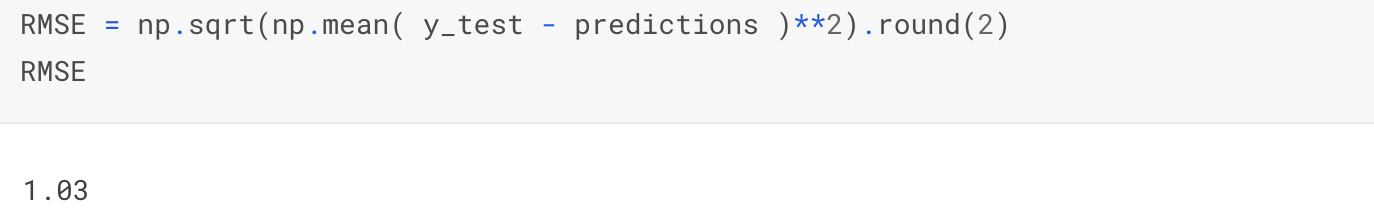 RMSE = np.sqrt(np.mean( y_test - predictions )**2).round(2)
RMSE
1.03